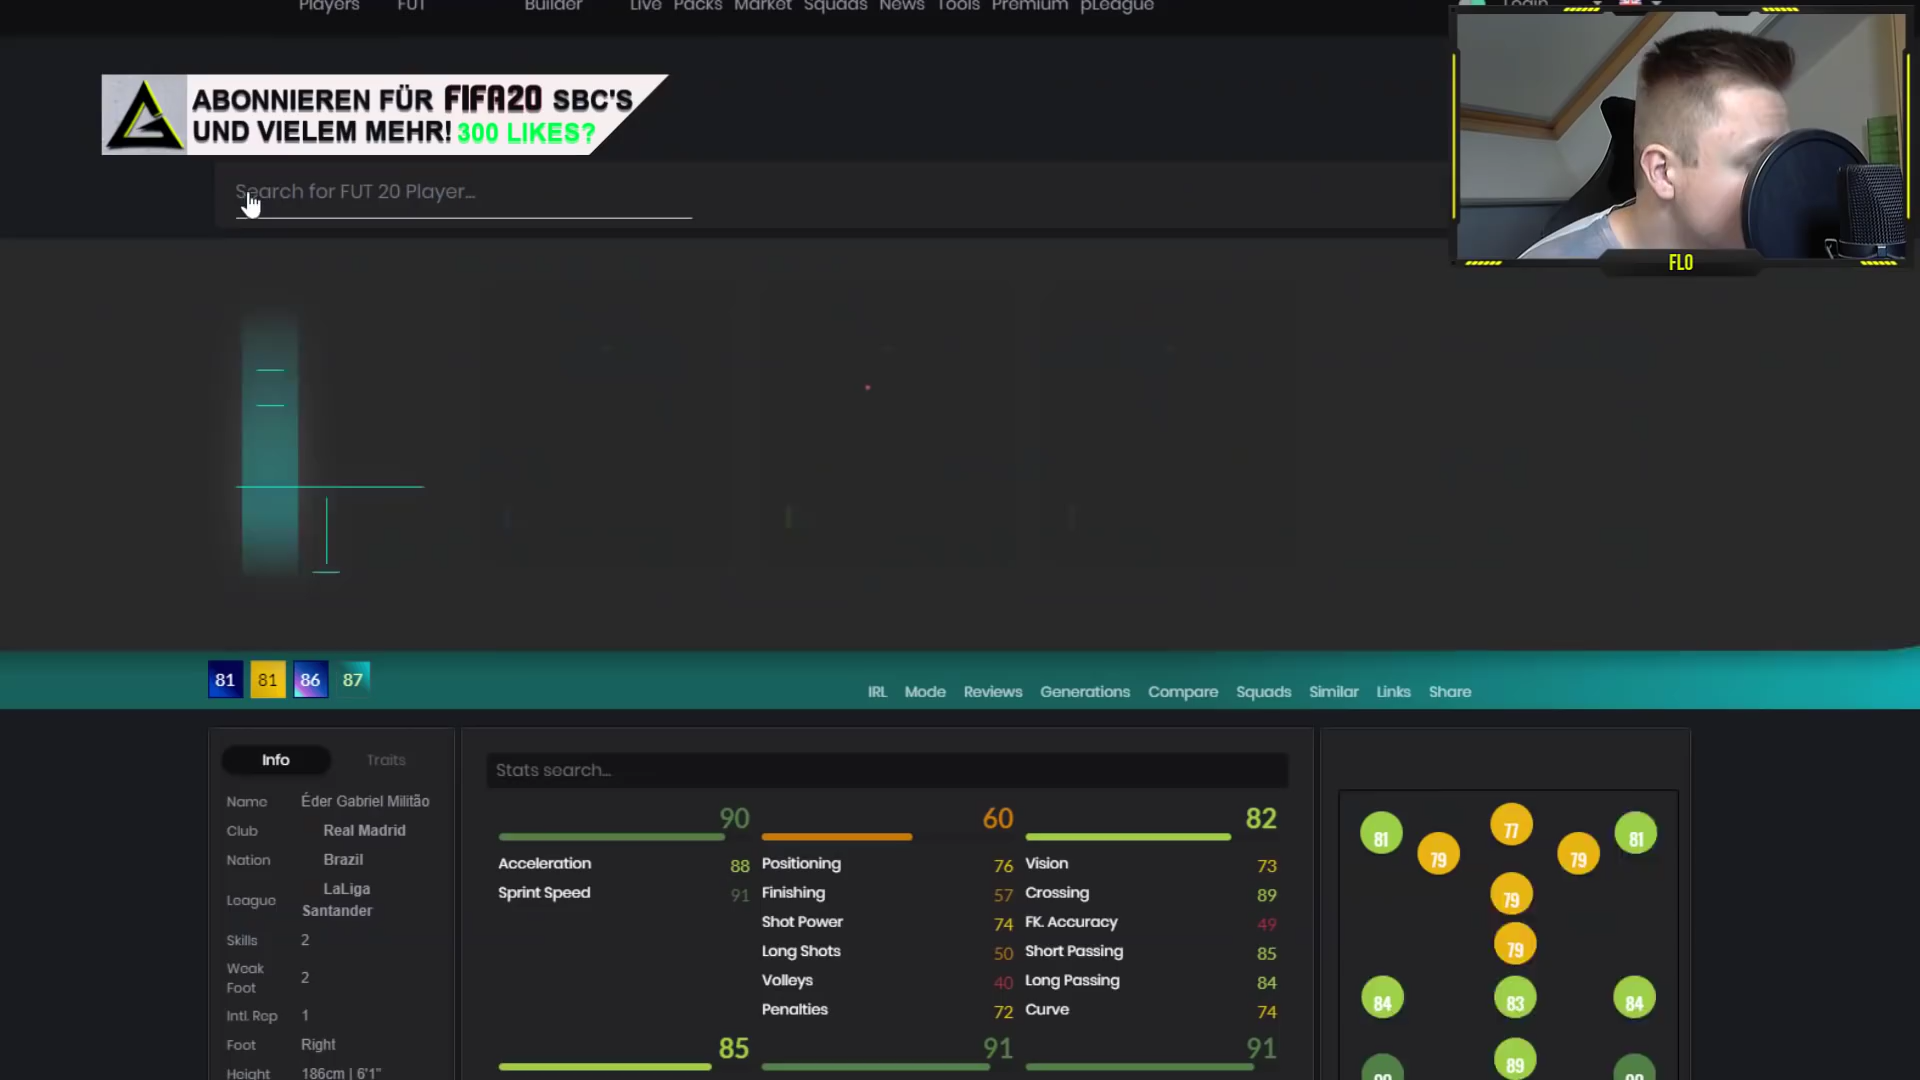 Players FUT Builder Live Packs Market Squads News Tools Premium pLeague Login
ABONNIEREN FÜR FIFA20 SBC'S
UND VIELEM MEHR! 300 LIKES?
Search for FUT 20 Player...
FLO
81 81 86 87
IRL Mode Reviews Generations Compare Squads Similar Links Share
Info Traits
Name Éder Gabriel Militão
Club Real Madrid
Nation Brazil
League LaLiga
Santander
Skills 2
Weak
Foot 2
Intl. Rep 1
Foot Right
Height 186cm | 6'1"
Stats search...
90 60 82
Acceleration 88 Positioning 76 Vision 73
Sprint Speed 91 Finishing 57 Crossing 89
Shot Power 74 FK. Accuracy 49
Long Shots 50 Short Passing 85
Volleys 40 Long Passing 84
Penalties 72 Curve 74
85 91 91
81 77 81
79 79
79
79
84 83 84
89